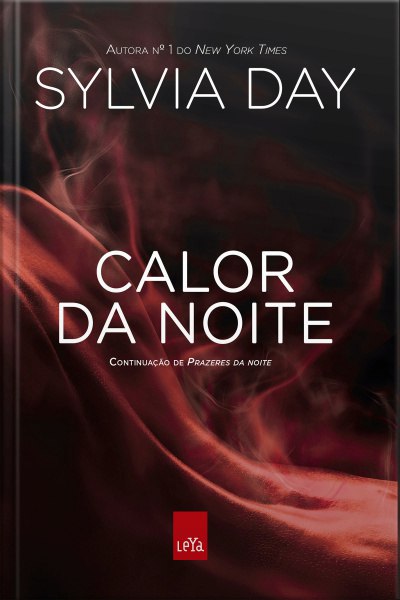 Autora nº 1 do New York Times
SYLVIA DAY
CALOR
DA NOITE
Continuação de Prazeres da noite
LeYa